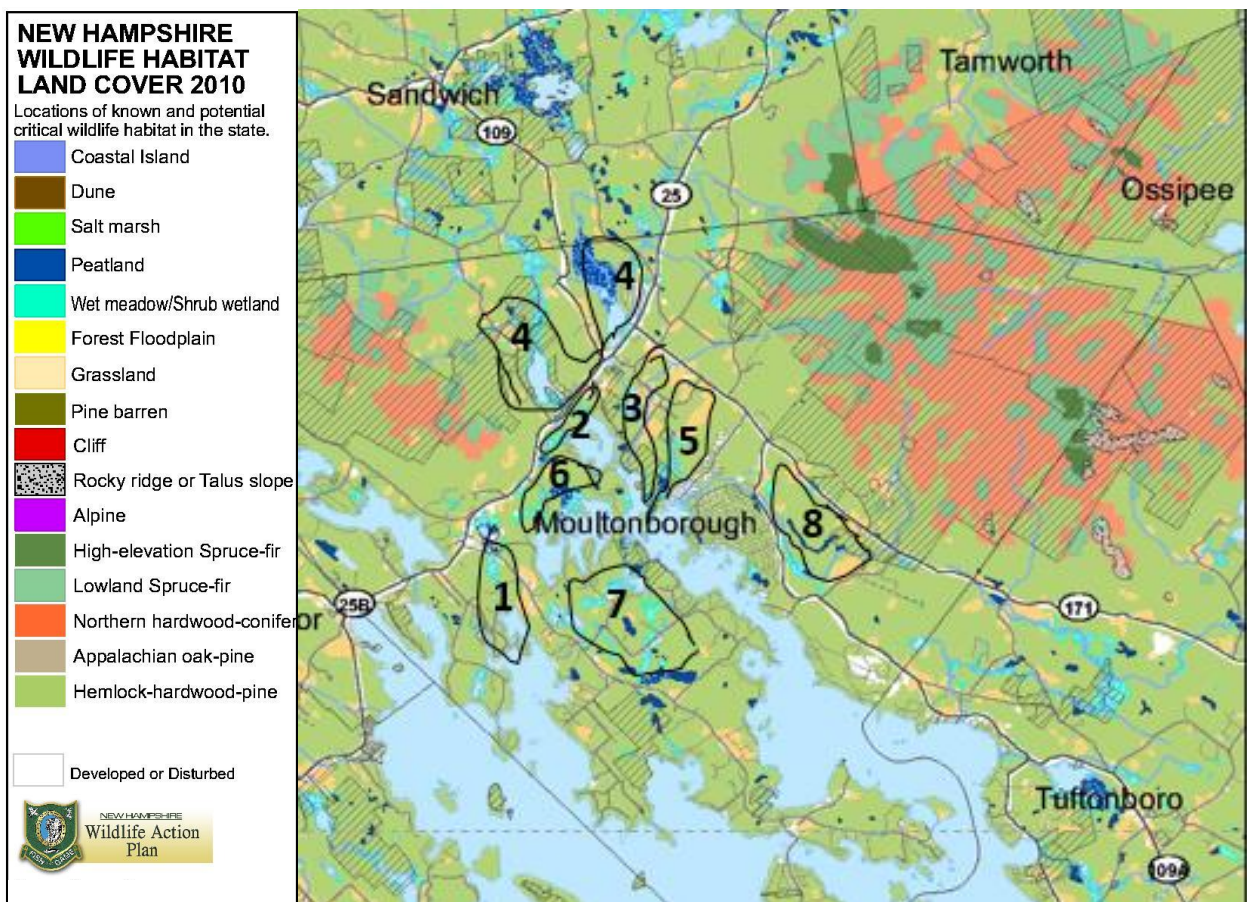 NEW HAMPSHIRE
WILDLIFE HABITAT
LAND COVER 2010
Locations of known and potential
critical wildlife habitat in the state.
Coastal Island
Dune
Salt marsh
Peatland
Wet meadow/Shrub wetland
Forest Floodplain
Grassland
Pine barren
Cliff
Rocky ridge or Talus slope
Alpine
High-elevation Spruce-fir
Lowland Spruce-fir
Northern hardwood-conifer
Appalachian oak-pine
Hemlock-hardwood-pine
Developed or Disturbed
NEW HAMPSHIRE
Wildlife Action
Plan
FISH GAME
Tamworth
Sandwich
109
25
Ossipee
4
4
3
2
5
6
Moultonborough
8
1
7
25B
or
171
Tuftonboro
109A